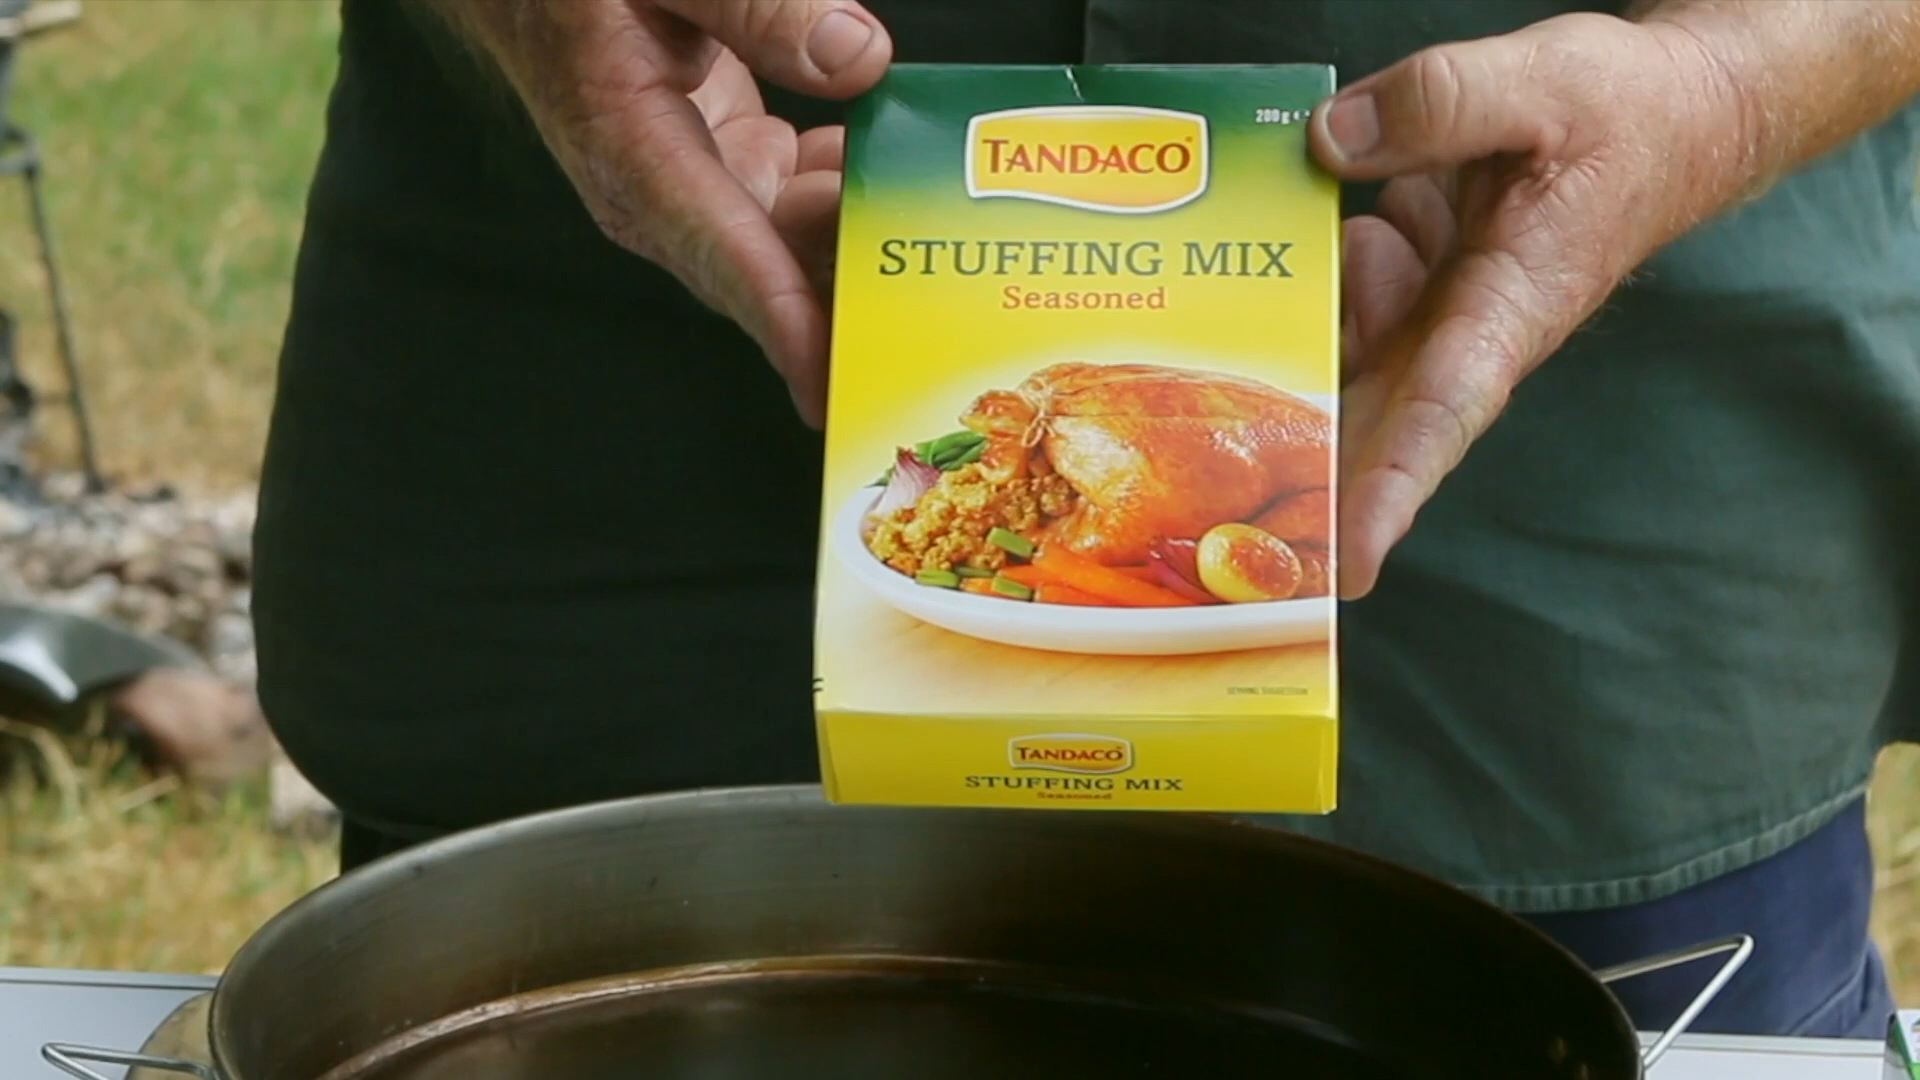 200g e
TANDACO
STUFFING MIX
Seasoned
SERVING SUGGESTION
TANDACO
STUFFING MIX
Seasoned